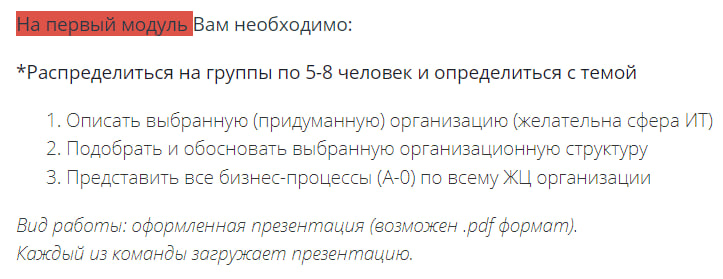 На первый модуль Вам необходимо:
*Распределиться на группы по 5-8 человек и определиться с темой
1. Описать выбранную (придуманную) организацию (желательна сфера ИТ)
2. Подобрать и обосновать выбранную организационную структуру
3. Представить все бизнес-процессы (А-0) по всему ЖЦ организации
Вид работы: оформленная презентация (возможен .pdf формат).
Каждый из команды загружает презентацию.